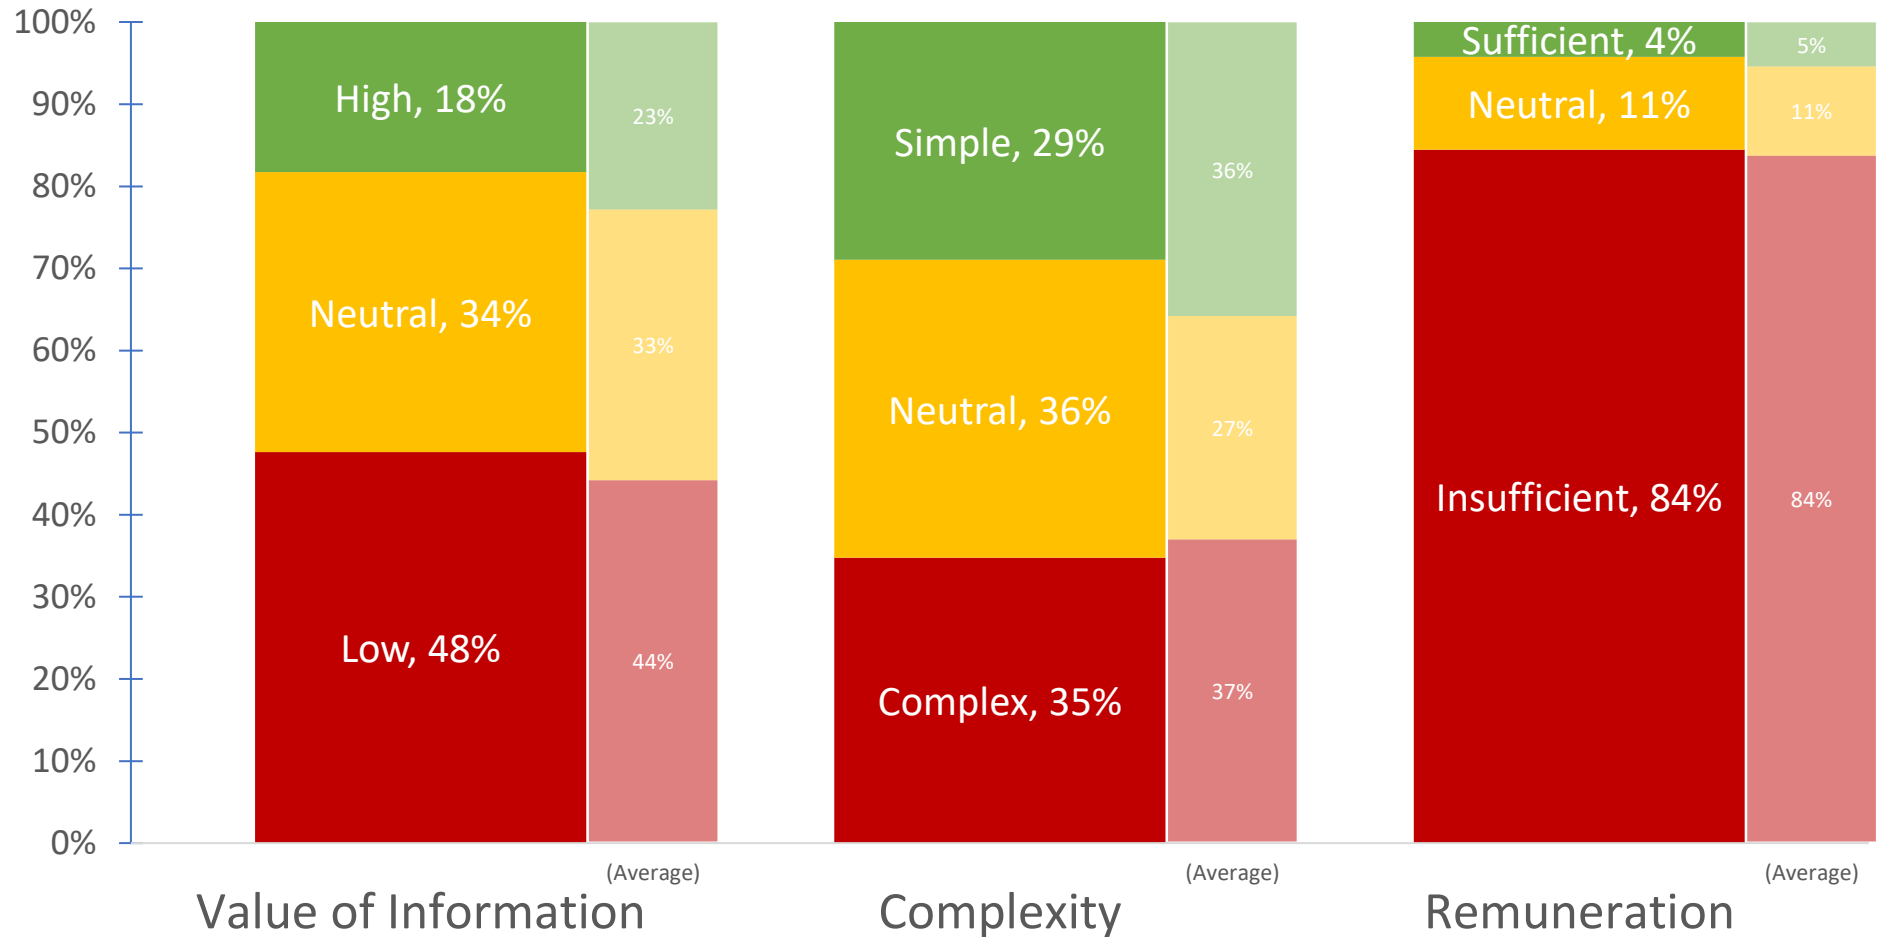 100%
90%
80%
70%
60%
50%
40%
30%
20%
10%
0%
High, 18%
Neutral, 34%
Low, 48%
23%
33%
44%
(Average)
Value of Information
Simple, 29%
Neutral, 36%
Complex, 35%
36%
27%
37%
(Average)
Complexity
Sufficient, 4%
Neutral, 11%
Insufficient, 84%
5%
11%
84%
(Average)
Remuneration